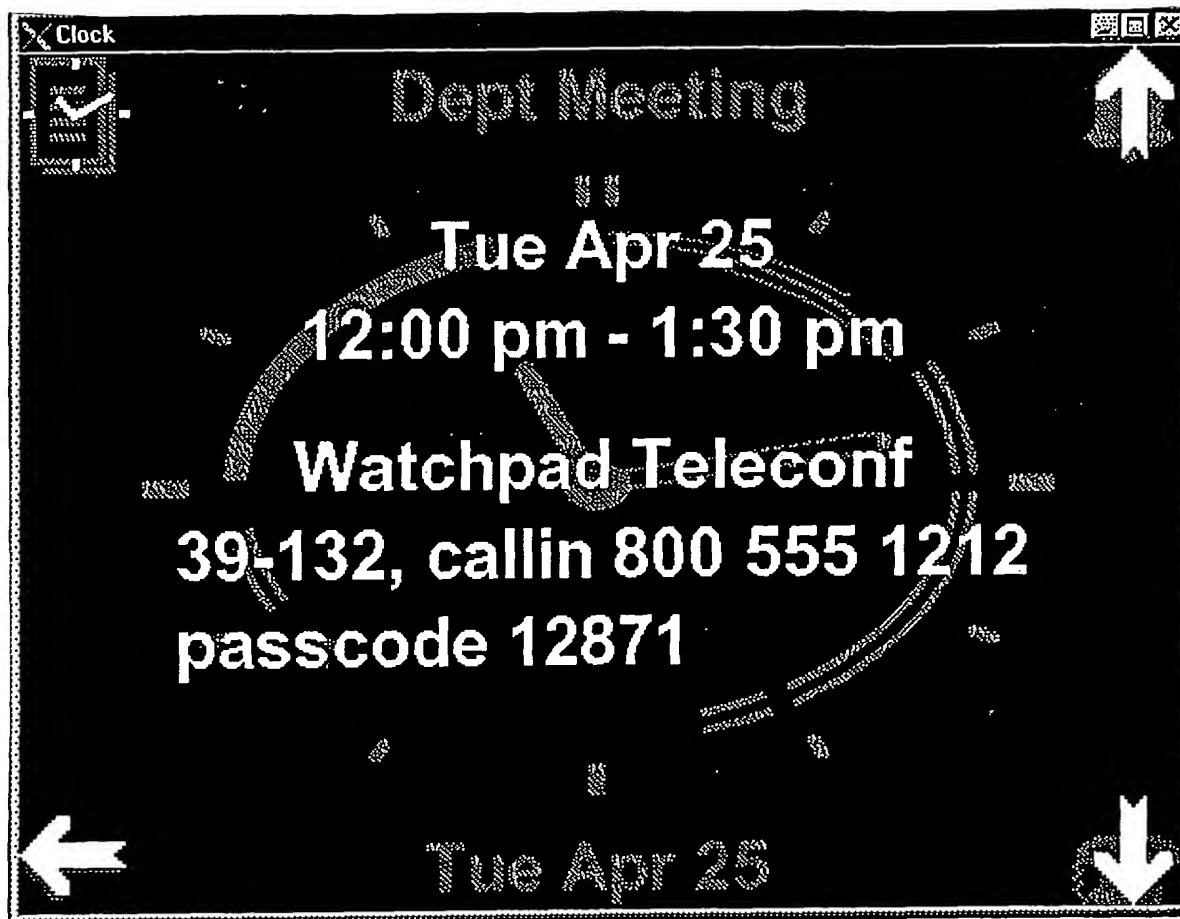 Clock
Dept Meeting
Tue Apr 25
12:00 pm - 1:30 pm
Watchpad Teleconf
39-132, callin 800 555 1212
passcode 12871
Tue Apr 25